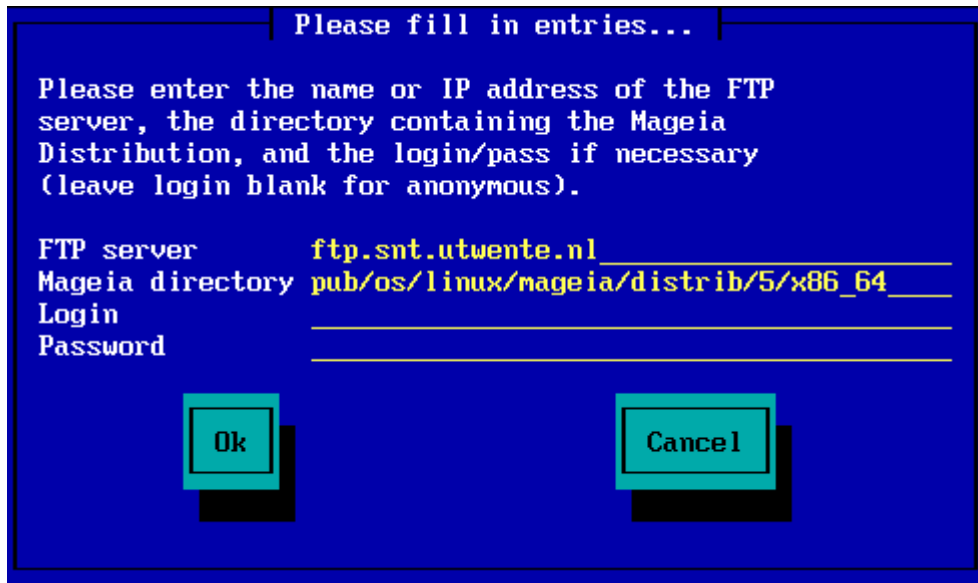 Please fill in entries...
Please enter the name or IP address of the FTP
server, the directory containing the Mageia
Distribution, and the login/pass if necessary
(leave login blank for anonymous).
FTP server ftp.snt.utwente.nl
Mageia directory pub/os/linux/mageia/distrib/5/x86_64
Login
Password
Ok Cancel